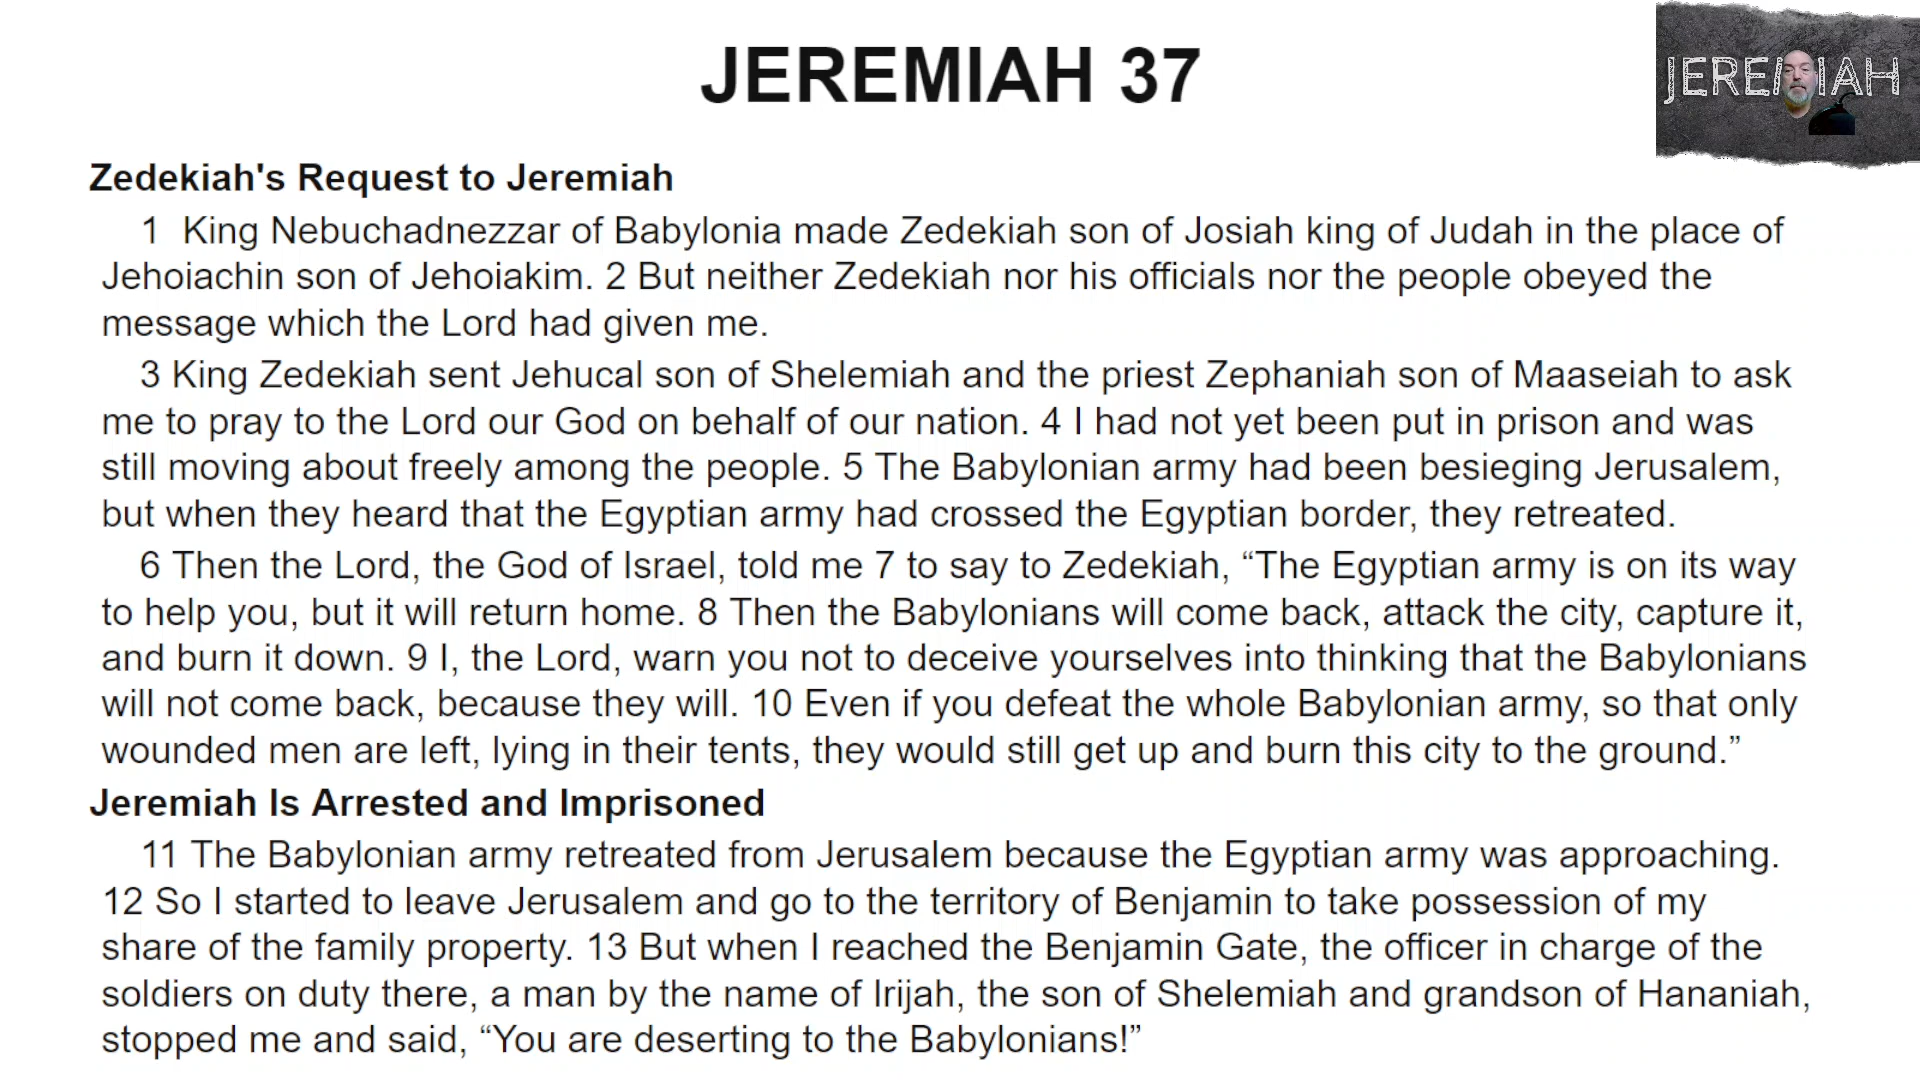 JEREMIAH 37
JEREMIAH
Zedekiah's Request to Jeremiah
1 King Nebuchadnezzar of Babylonia made Zedekiah son of Josiah king of Judah in the place of
Jehoiachin son of Jehoiakim. 2 But neither Zedekiah nor his officials nor the people obeyed the
message which the Lord had given me.
3 King Zedekiah sent Jehucal son of Shelemiah and the priest Zephaniah son of Maaseiah to ask
me to pray to the Lord our God on behalf of our nation. 4 I had not yet been put in prison and was
still moving about freely among the people. 5 The Babylonian army had been besieging Jerusalem,
but when they heard that the Egyptian army had crossed the Egyptian border, they retreated.
6 Then the Lord, the God of Israel, told me 7 to say to Zedekiah, “The Egyptian army is on its way
to help you, but it will return home. 8 Then the Babylonians will come back, attack the city, capture it,
and burn it down. 9 I, the Lord, warn you not to deceive yourselves into thinking that the Babylonians
will not come back, because they will. 10 Even if you defeat the whole Babylonian army, so that only
wounded men are left, lying in their tents, they would still get up and burn this city to the ground.”
Jeremiah Is Arrested and Imprisoned
11 The Babylonian army retreated from Jerusalem because the Egyptian army was approaching.
12 So I started to leave Jerusalem and go to the territory of Benjamin to take possession of my
share of the family property. 13 But when I reached the Benjamin Gate, the officer in charge of the
soldiers on duty there, a man by the name of Irijah, the son of Shelemiah and grandson of Hananiah,
stopped me and said, “You are deserting to the Babylonians!”